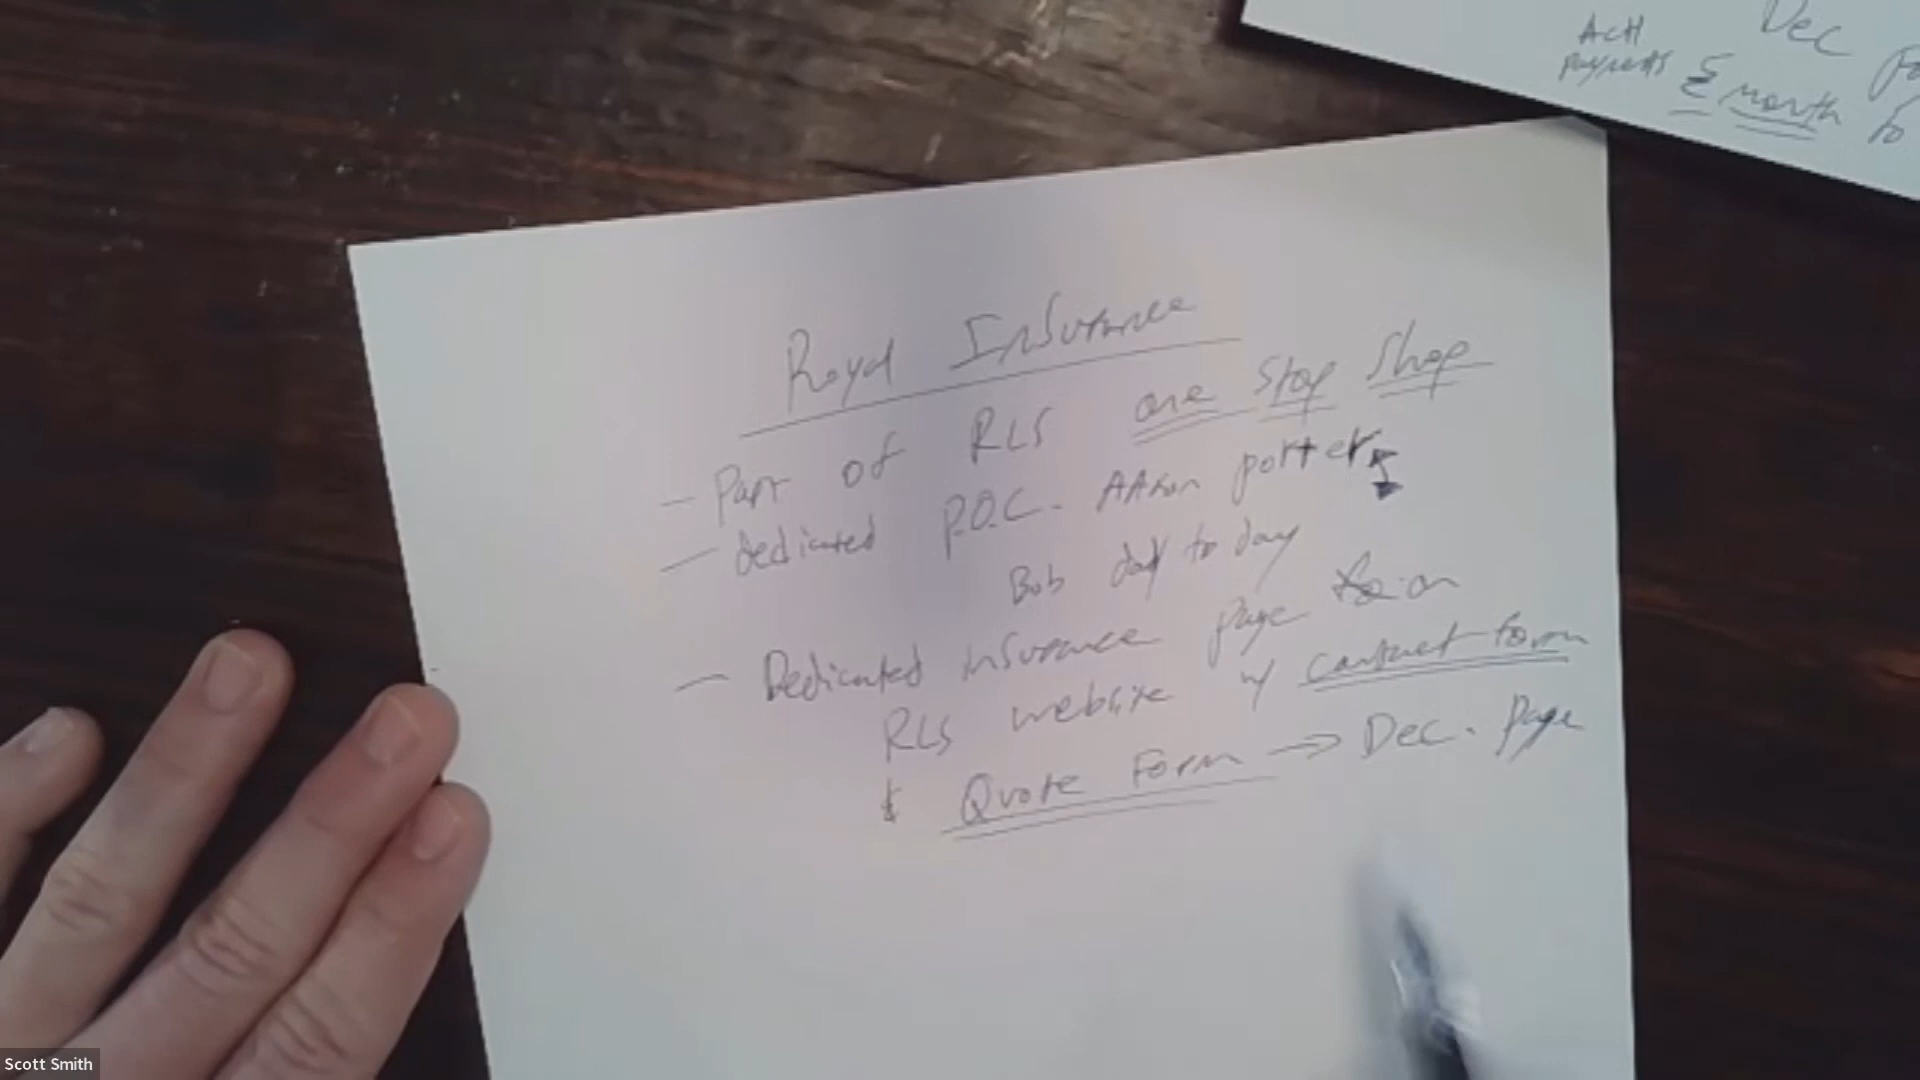 ACH
payments
Dec
& month
Royal Insurance
- Part of RLS one stop shop
- dedicated P.O.C. AAron potter
Bob day to day
- Dedicated insurance page on
RLS website w/ contact form
& Quote Form → Dec. page
Scott Smith